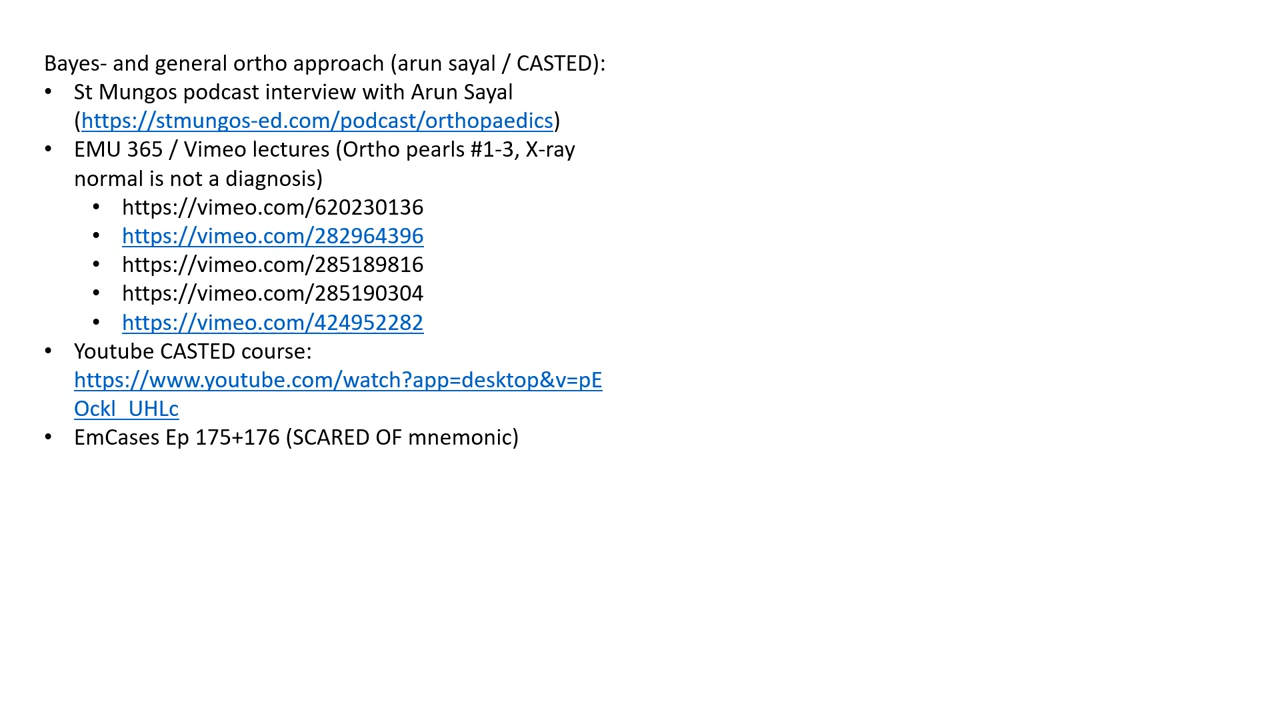 Bayes- and general ortho approach (arun sayal / CASTED):
• St Mungos podcast interview with Arun Sayal
(https://stmungos-ed.com/podcast/orthopaedics)
• EMU 365 / Vimeo lectures (Ortho pearls #1-3, X-ray
normal is not a diagnosis)
• https://vimeo.com/620230136
• https://vimeo.com/282964396
• https://vimeo.com/285189816
• https://vimeo.com/285190304
• https://vimeo.com/424952282
• Youtube CASTED course:
https://www.youtube.com/watch?app=desktop&v=pE
Ockl_UHLc
• EmCases Ep 175+176 (SCARED OF mnemonic)